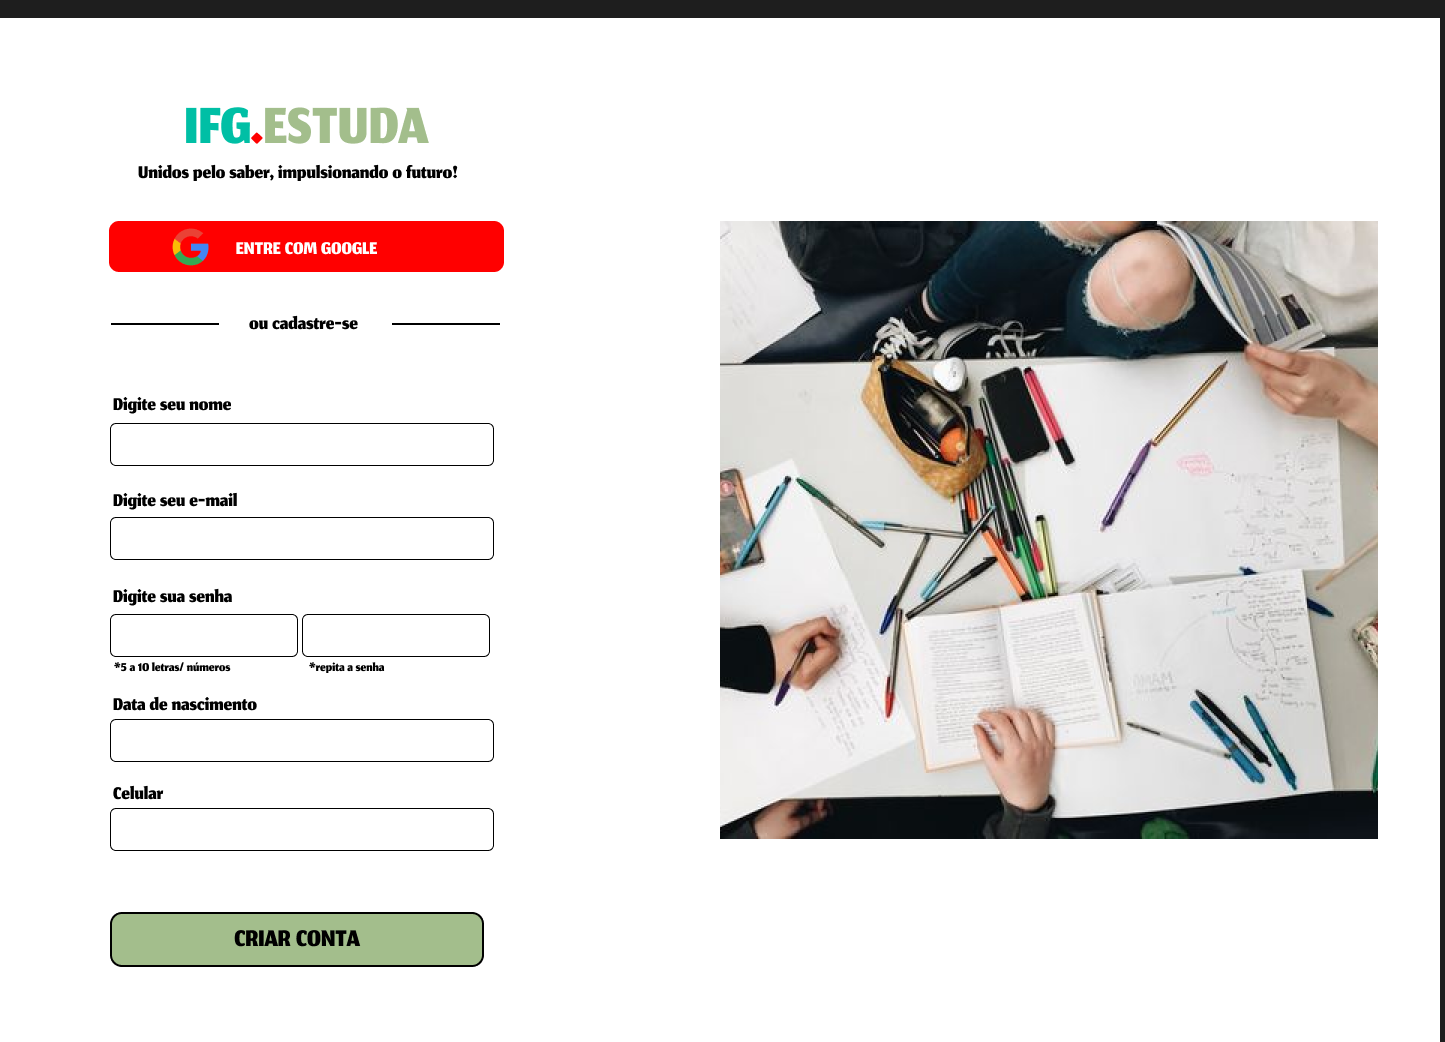 IFG.ESTUDA
Unidos pelo saber, impulsionando o futuro!
ENTRE COM GOOGLE
ou cadastre-se
Digite seu nome
Digite seu e-mail
Digite sua senha
*5 a 10 letras/ números
*repita a senha
Data de nascimento
Celular
CRIAR CONTA